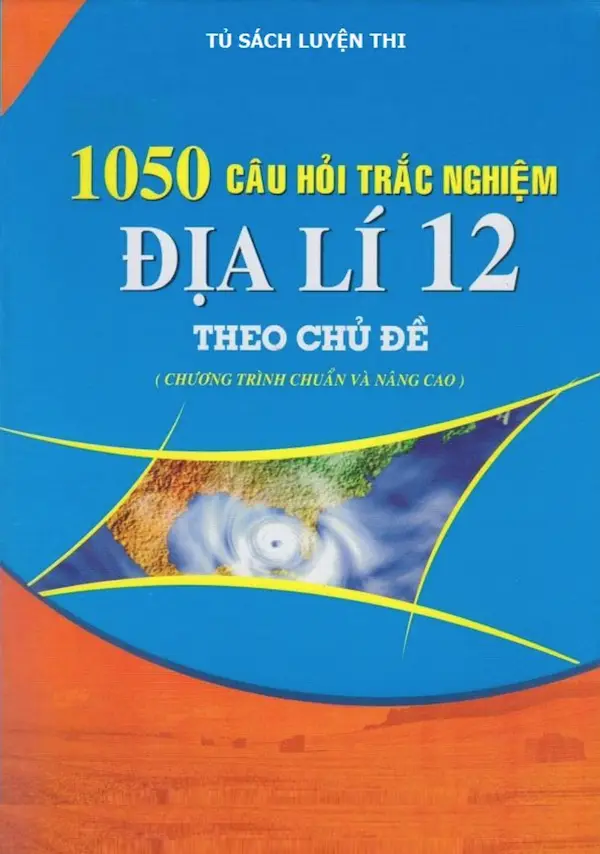 TỦ SÁCH LUYỆN THI
1050 CÂU HỎI TRẮC NGHIỆM
ĐỊA LÍ 12
THEO CHỦ ĐỀ
( CHƯƠNG TRÌNH CHUẨN VÀ NÂNG CAO )